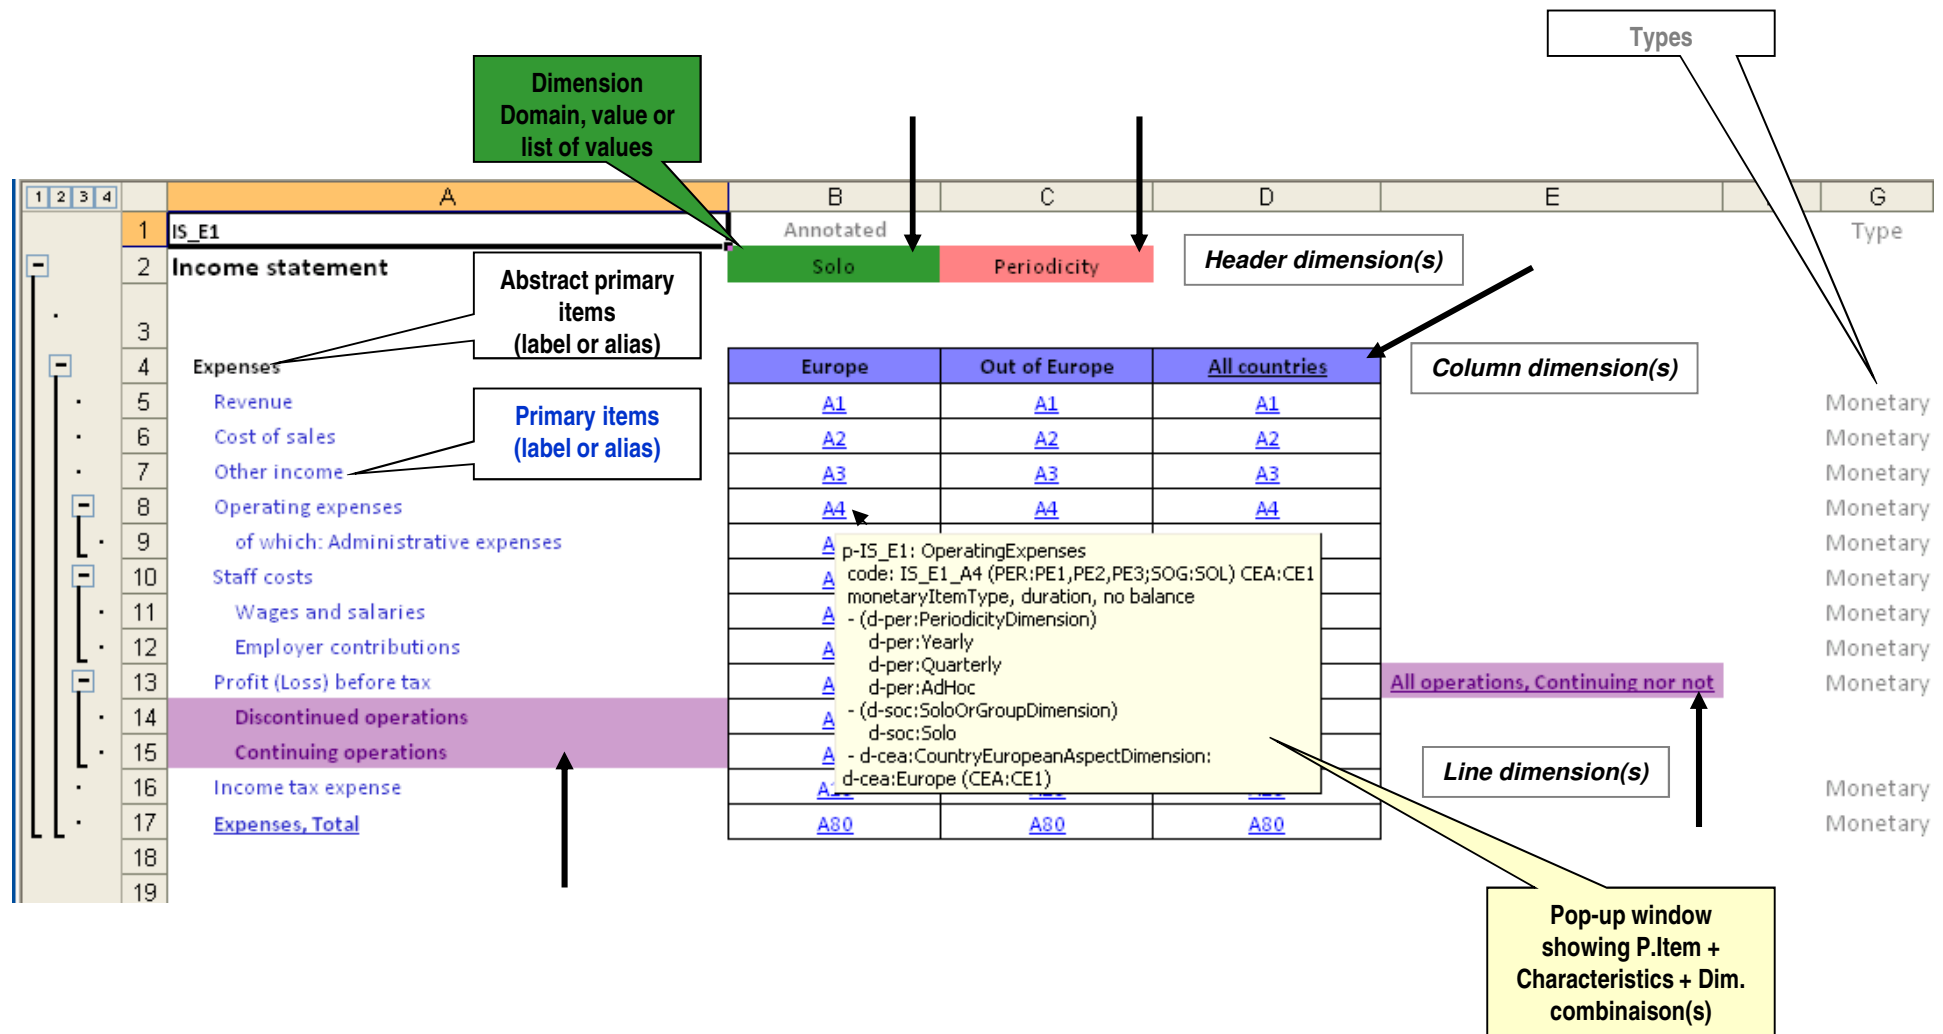 Types
Dimension
Domain, value or
list of values
1 2 3 4
A B C D E G
1 IS_E1 Annotated Type
2 Income statement Solo Periodicity Header dimension(s)
Abstract primary
items
(label or alias)
3
4 Expenses Europe Out of Europe All countries Column dimension(s)
5 Revenue A1 A1 A1 Monetary
Primary items
(label or alias)
6 Cost of sales A2 A2 A2 Monetary
7 Other income A3 A3 A3 Monetary
8 Operating expenses A4 A4 A4 Monetary
9 of which: Administrative expenses A Monetary
10 Staff costs A Monetary
11 Wages and salaries A Monetary
12 Employer contributions A Monetary
13 Profit (Loss) before tax A All operations, Continuing nor not Monetary
14 Discontinued operations A
15 Continuing operations A
p-IS_E1: OperatingExpenses
code: IS_E1_A4 (PER:PE1,PE2,PE3;SOG:SOL) CEA:CE1
monetaryItemType, duration, no balance
- (d-per:PeriodicityDimension)
d-per:Yearly
d-per:Quarterly
d-per:AdHoc
- (d-soc:SoloOrGroupDimension)
d-soc:Solo
- d-cea:CountryEuropeanAspectDimension:
d-cea:Europe (CEA:CE1)
Line dimension(s)
16 Income tax expense Monetary
17 Expenses, Total A80 A80 A80 Monetary
18
19
Pop-up window
showing P.Item +
Characteristics + Dim.
combinaison(s)